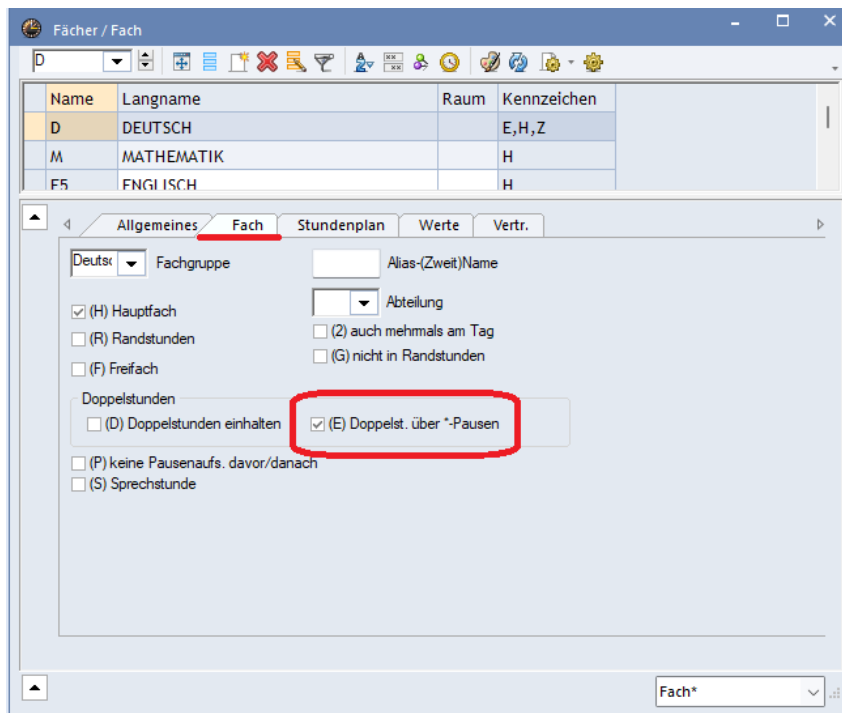 Fächer / Fach
D
Name Langname Raum Kennzeichen
D DEUTSCH E,H,Z
M MATHEMATIK H
E5 ENGLISCH H
Allgemeines Fach Stundenplan Werte Vertr.
Fachgruppe Alias-(Zweit)Name
(H) Hauptfach Abteilung
(R) Randstunden (2) auch mehrmals am Tag
(F) Freifach (G) nicht in Randstunden
Doppelstunden
(D) Doppelstunden einhalten (E) Doppelst. über *-Pausen
(P) keine Pausenaufs. davor/danach
(S) Sprechstunde
Fach*